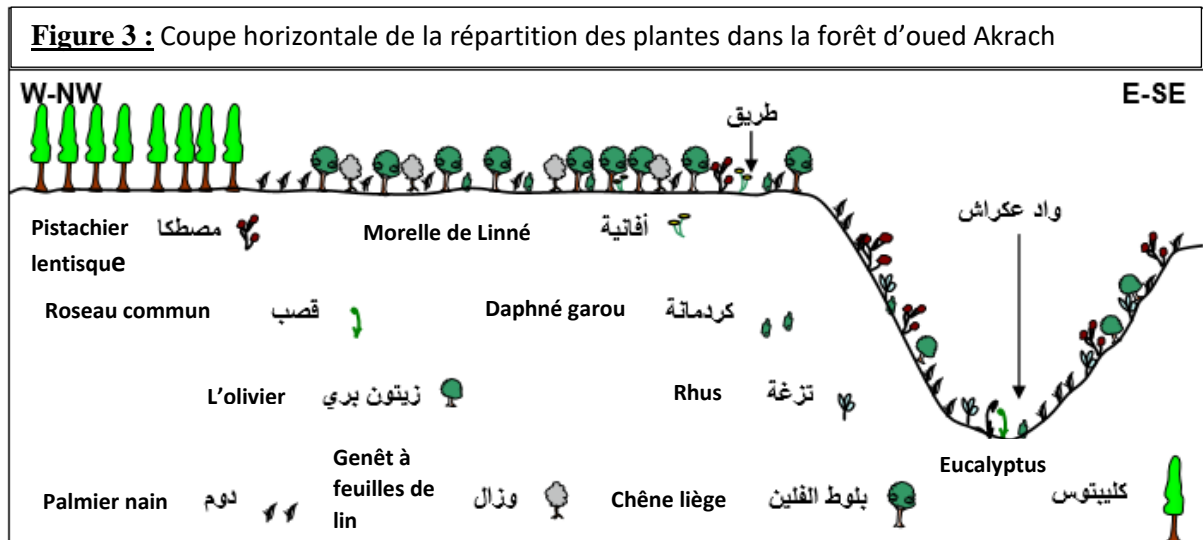 Figure 3 : Coupe horizontale de la répartition des plantes dans la forêt d'oued Akrach
W-NW
E-SE
طريق
واد عكراش
Pistachier
lentisque
مصطكا
Morelle de Linné
أفانية
Roseau commun
قصب
Daphné garou
كردمانة
L'olivier
زيتون بري
Rhus
تزغة
Palmier nain
دوم
Genêt à
feuilles de
lin
وزال
Chêne liège
بلوط الفلين
Eucalyptus
كليبتوس